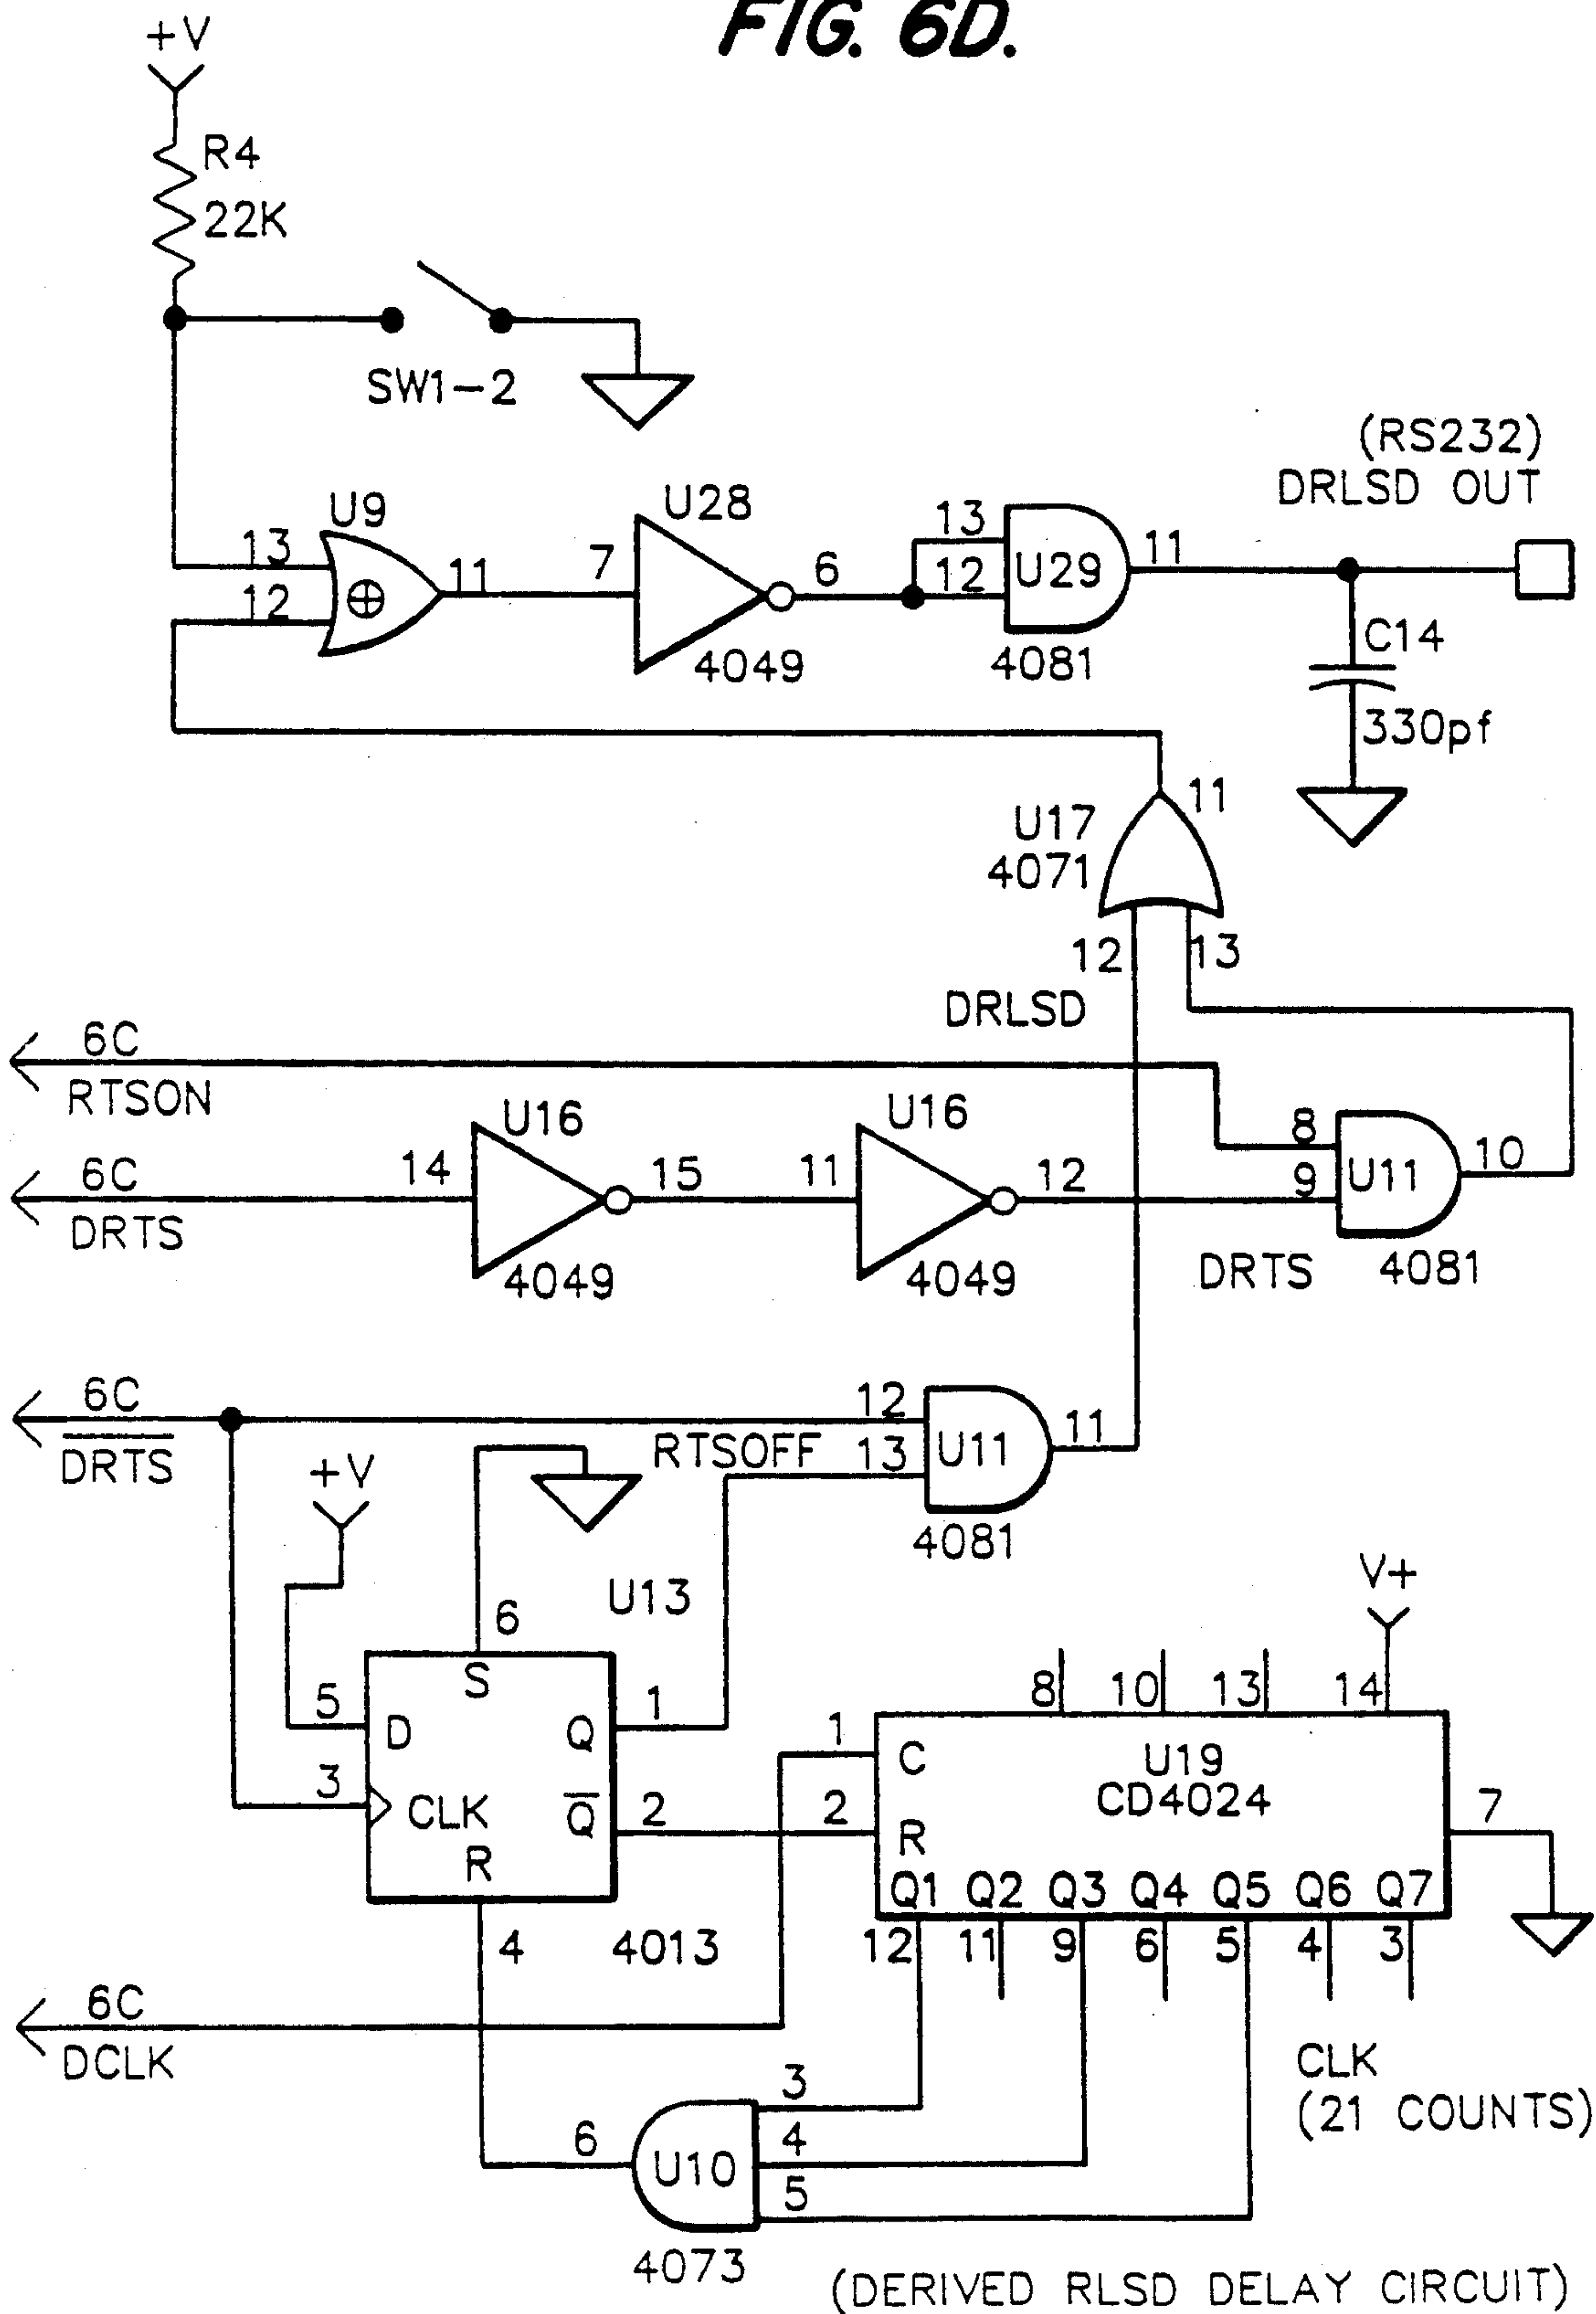 FIG. 6D.
+V
R4
22K
SW1-2
(RS232)
DRLSD OUT
U9
13
12
⊕
11
7
U28
6
4049
13
12
U29
11
4081
C14
330pf
U17
4071
11
12
13
DRLSD
6C
RTSON
6C
DRTS
14
U16
15
4049
11
U16
12
4049
DRTS
8
9
U11
10
4081
6C
D̅R̅T̅S̅
RTSOFF
12
13
U11
11
4081
+V
U13
6
S
5
D
Q
1
3
CLK
Q̅
2
R
4
4013
V+
8
10
13
14
1
C
U19
CD4024
2
R
7
Q1 Q2 Q3 Q4 Q5 Q6 Q7
12 11 9 6 5 4 3
6C
DCLK
CLK
(21 COUNTS)
3
4
5
6
U10
4073
(DERIVED RLSD DELAY CIRCUIT)